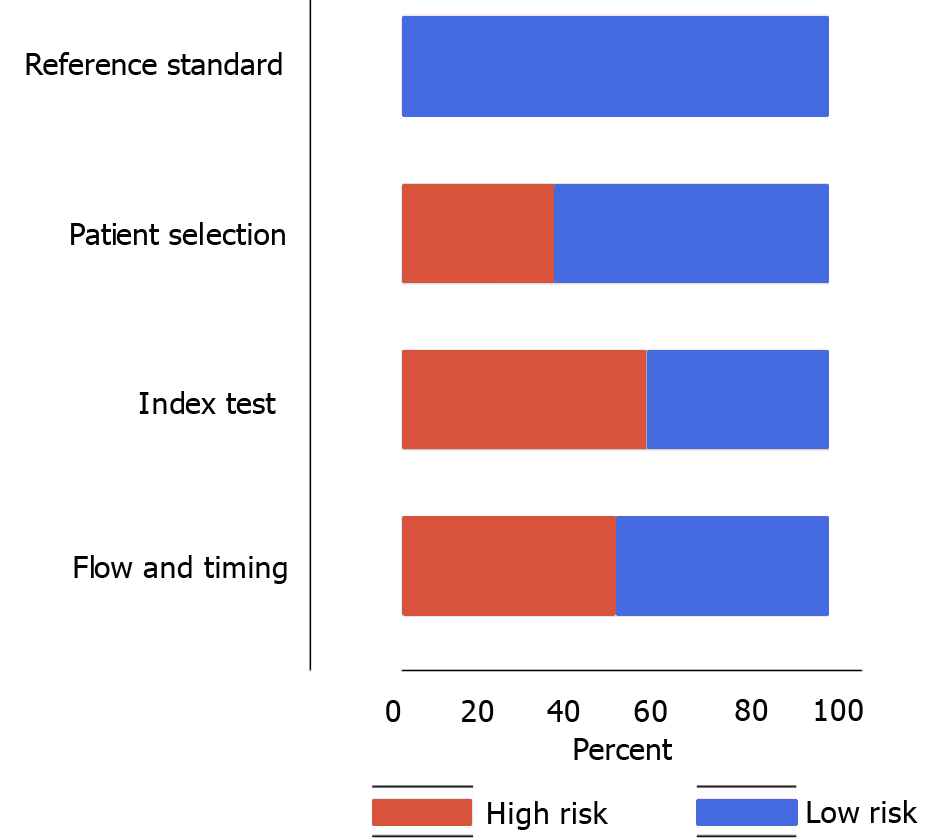 Reference standard
Patient selection
Index test
Flow and timing
0 20 40 60 80 100
Percent
High risk Low risk